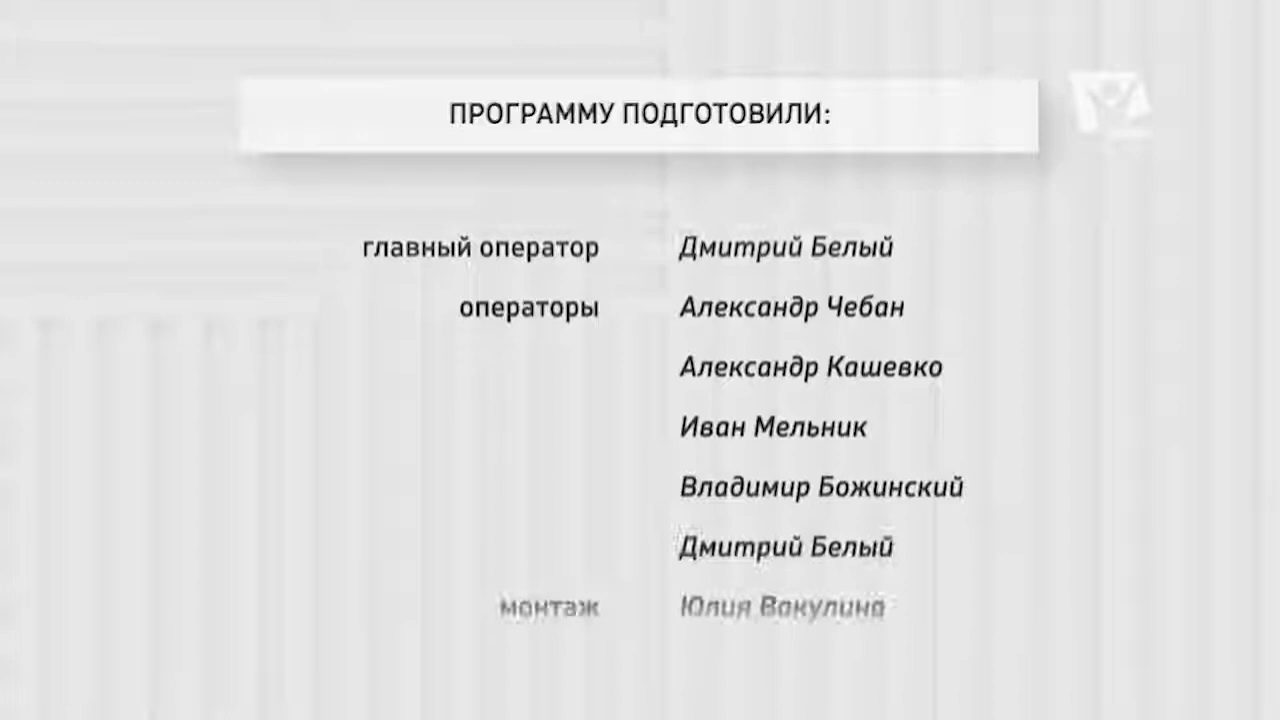 ПРОГРАММУ ПОДГОТОВИЛИ:
главный оператор Дмитрий Белый
операторы Александр Чебан
Александр Кашевко
Иван Мельник
Владимир Божинский
Дмитрий Белый
монтаж Юлия Вакулина